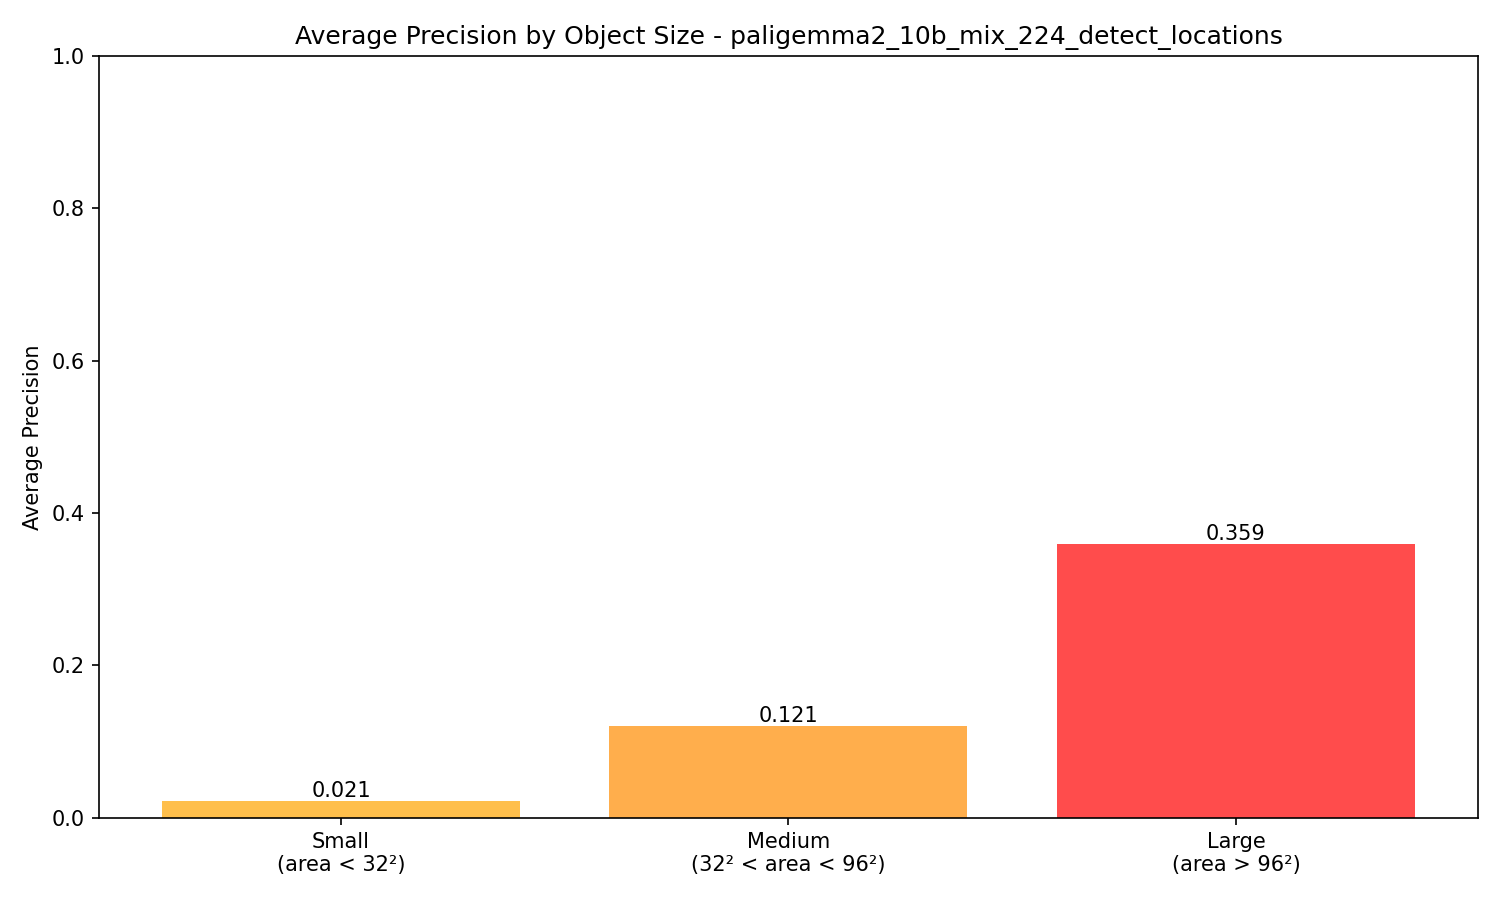 Average Precision by Object Size - paligemma2_10b_mix_224_detect_locations
Average Precision
1.0
0.8
0.6
0.4
0.2
0.0
0.021
0.121
0.359
Small
(area < 32²)
Medium
(32² < area < 96²)
Large
(area > 96²)